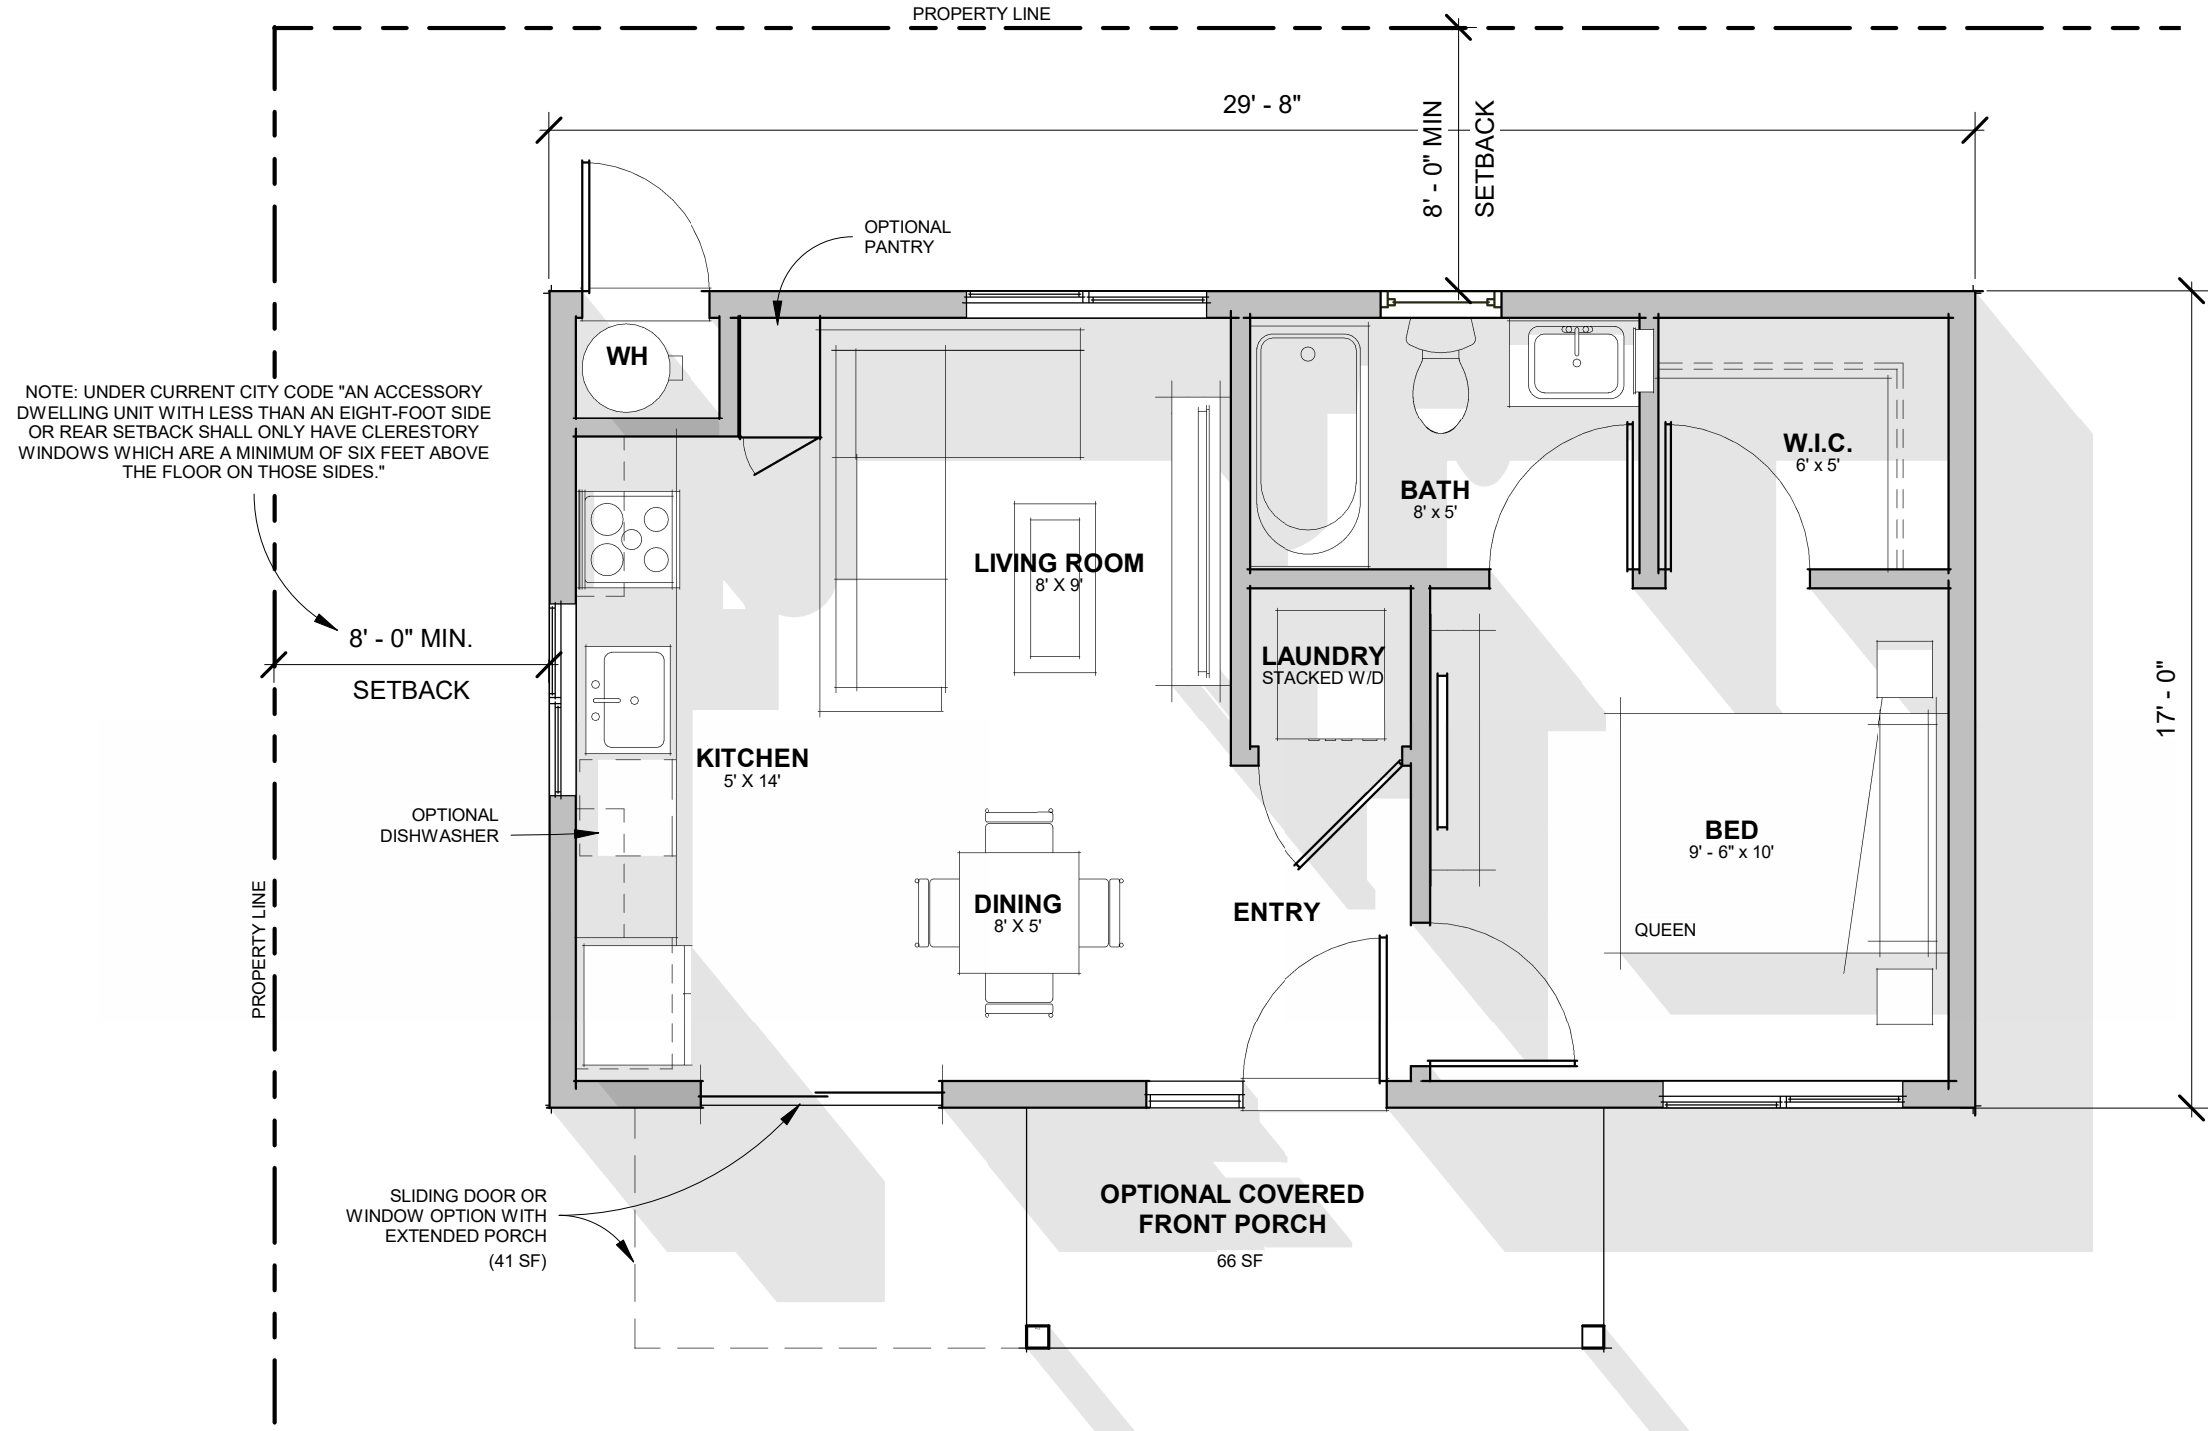 PROPERTY LINE
29' - 8"
8' - 0" MIN
SETBACK
OPTIONAL
PANTRY
WH
NOTE: UNDER CURRENT CITY CODE "AN ACCESSORY
DWELLING UNIT WITH LESS THAN AN EIGHT-FOOT SIDE
OR REAR SETBACK SHALL ONLY HAVE CLERESTORY
WINDOWS WHICH ARE A MINIMUM OF SIX FEET ABOVE
THE FLOOR ON THOSE SIDES."
W.I.C.
6' x 5'
BATH
8' x 5'
LIVING ROOM
8' X 9'
8' - 0" MIN.
SETBACK
LAUNDRY
STACKED W/D
17' - 0"
KITCHEN
5' X 14'
OPTIONAL
DISHWASHER
BED
9' - 6" x 10'
DINING
8' X 5'
ENTRY
QUEEN
PROPERTY LINE
SLIDING DOOR OR
WINDOW OPTION WITH
EXTENDED PORCH
(41 SF)
OPTIONAL COVERED
FRONT PORCH
66 SF